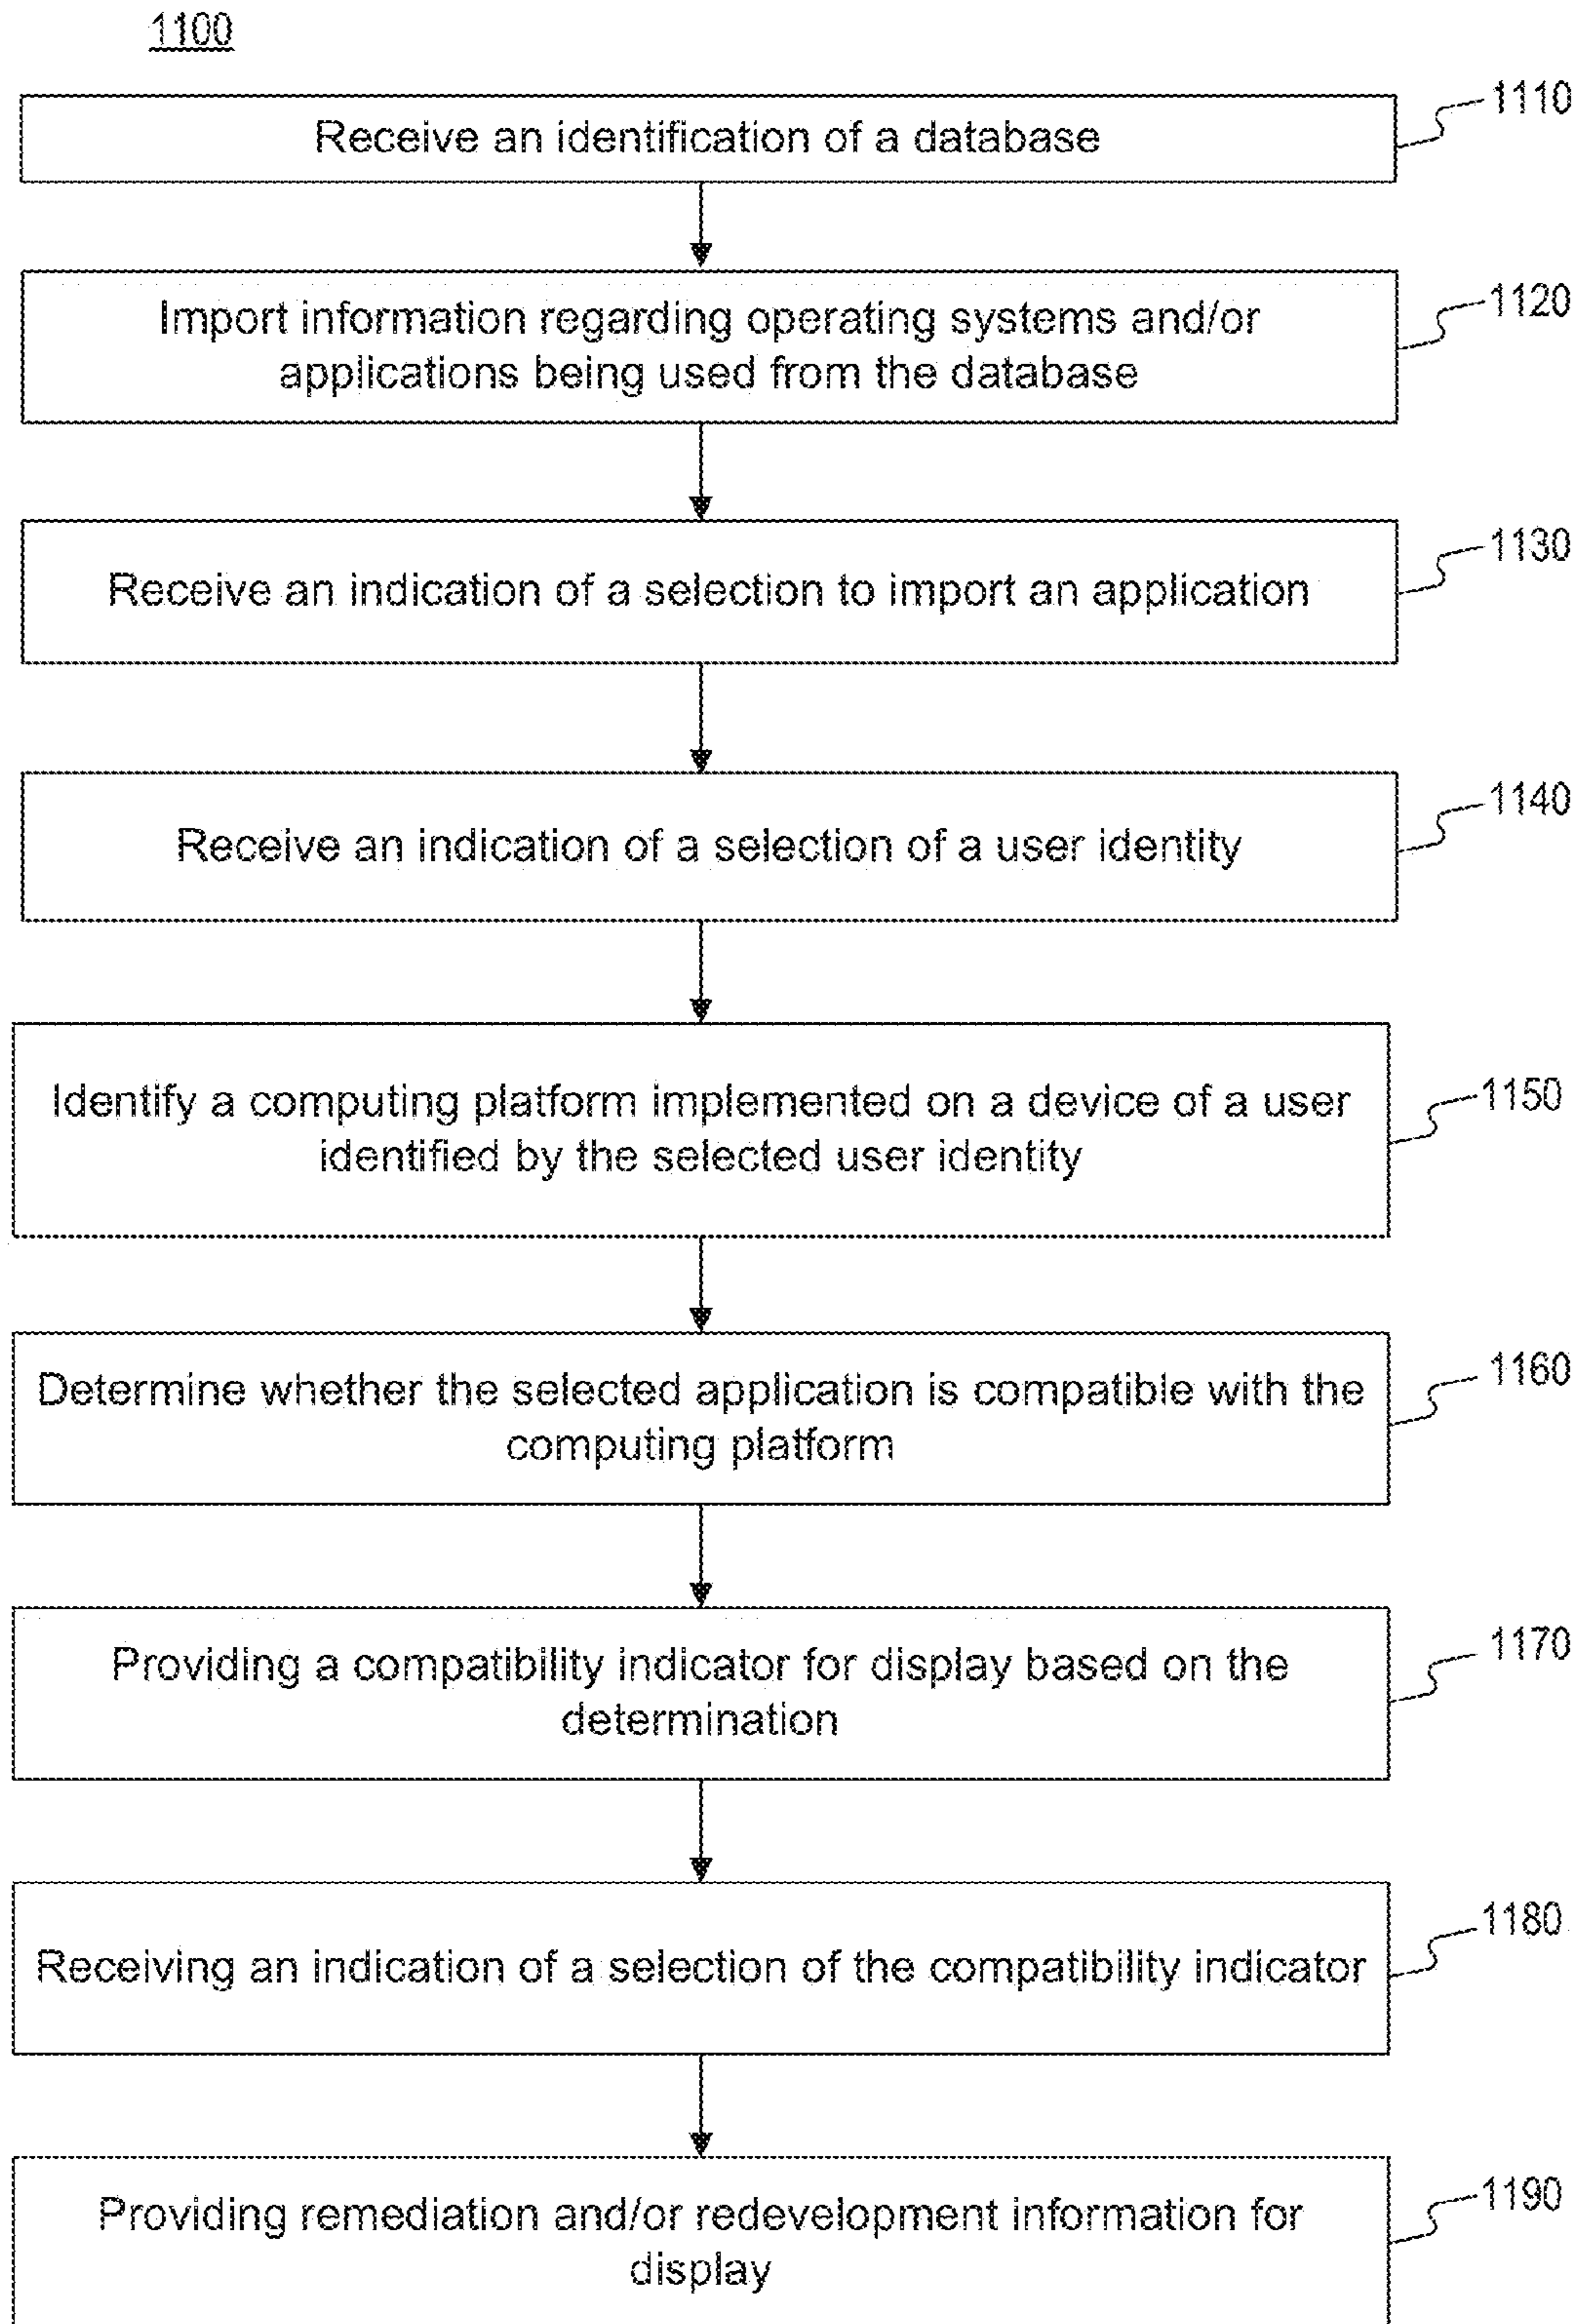 1100
Receive an identification of a database
1110
Import information regarding operating systems and/or
applications being used from the database
1120
Receive an indication of a selection to import an application
1130
Receive an indication of a selection of a user identity
1140
Identify a computing platform implemented on a device of a user
identified by the selected user identity
1150
Determine whether the selected application is compatible with the
computing platform
1160
Providing a compatibility indicator for display based on the
determination
1170
Receiving an indication of a selection of the compatibility indicator
1180
Providing remediation and/or redevelopment information for
display
1190